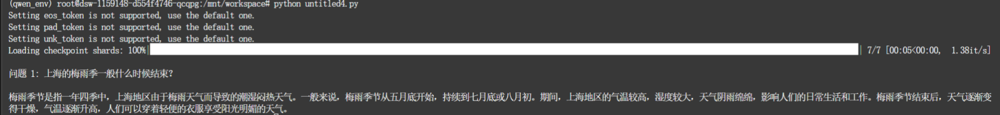 (qwen_env) root@dsw-1159148-d554f4746-qcqpg:/mnt/workspace# python untitled4.py
Setting eos_token is not supported, use the default one.
Setting pad_token is not supported, use the default one.
Setting unk_token is not supported, use the default one.
Loading checkpoint shards: 100%| | 7/7 [00:05<00:00, 1.38it/s]
问题 1: 上海的梅雨季一般什么时候结束?
梅雨季节是指一年四季中，上海地区由于梅雨天气而导致的潮湿闷热天气。一般来说，梅雨季节从五月底开始，持续到七月底或八月初。期间，上海地区的气温较高，湿度较大，天气阴雨绵绵，影响人们的日常生活和工作。梅雨季节结束后，天气逐渐变
得干燥，气温逐渐升高，人们可以穿着轻便的衣服享受阳光明媚的天气。